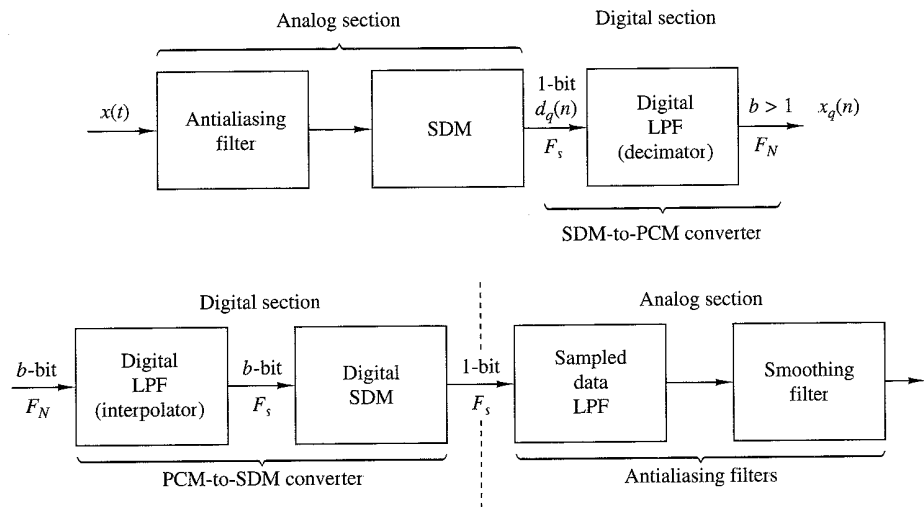 Analog section
Digital section
x(t)
Antialiasing
filter
SDM
1-bit
d_q(n)
F_s
Digital
LPF
(decimator)
b > 1
F_N
x_q(n)
SDM-to-PCM converter
Digital section
Analog section
b-bit
F_N
Digital
LPF
(interpolator)
b-bit
F_s
Digital
SDM
1-bit
F_s
Sampled
data
LPF
Smoothing
filter
PCM-to-SDM converter
Antialiasing filters